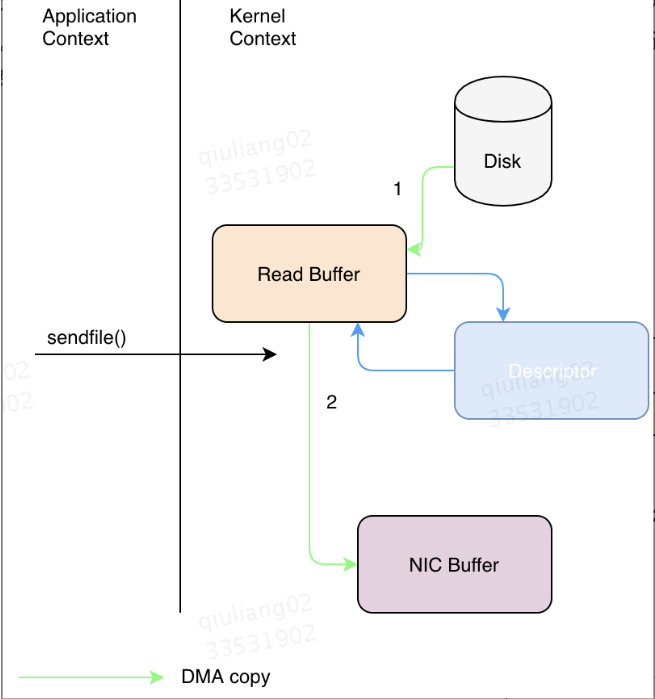 Application
Context
Kernel
Context
qiuliang02
33531902
Disk
1
Read Buffer
sendfile()
Descriptor
qiuliang02
33531902
02
902
2
NIC Buffer
qiuliang02
33531902
DMA copy